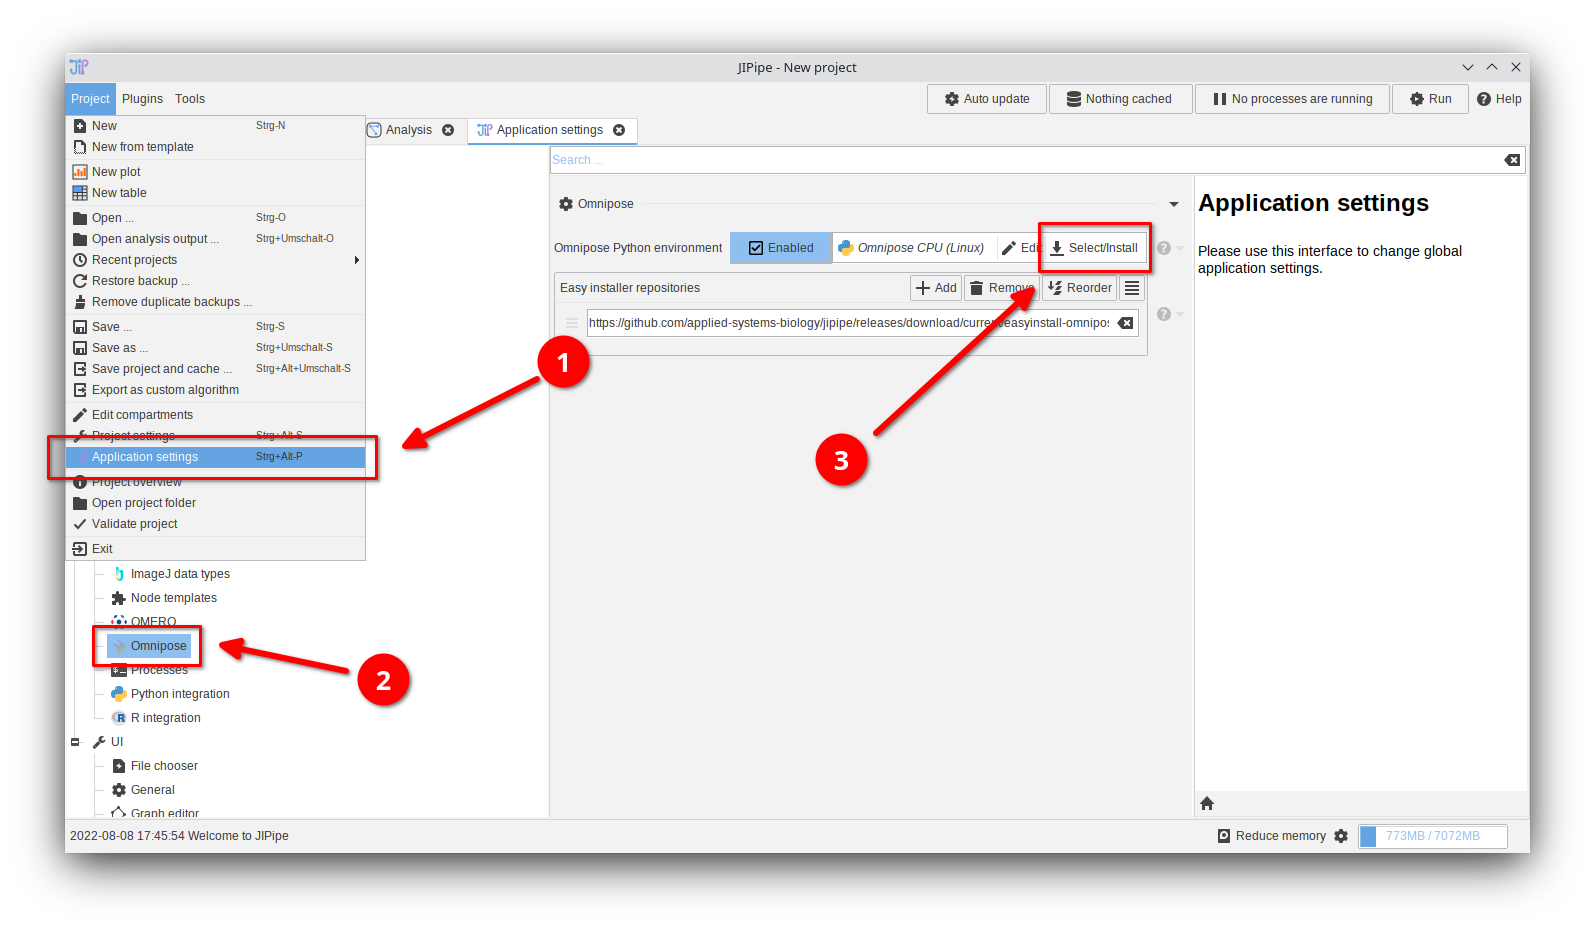 JIPipe - New project
Project Plugins Tools
Auto update Nothing cached No processes are running Run Help
New Strg-N
New from template
New plot
New table
Open ... Strg-O
Open analysis output ... Strg+Umschalt-O
Recent projects
Restore backup ...
Remove duplicate backups ...
Save ... Strg-S
Save as ... Strg+Umschalt-S
Save project and cache ... Strg+Alt+Umschalt-S
Export as custom algorithm
Edit compartments
Project settings Strg+Alt-S
Application settings Strg+Alt-P
Project overview
Open project folder
Validate project
Exit
ImageJ data types
Node templates
OMERO
Omnipose
Processes
Python integration
R integration
UI
File chooser
General
Graph editor
Analysis Application settings
Search ...
Omnipose
Omnipose Python environment Enabled Omnipose CPU (Linux) Edi Select/Install
Easy installer repositories Add Remove Reorder
https://github.com/applied-systems-biology/jipipe/releases/download/current/easyinstall-omnipos
1
2
3
Application settings
Please use this interface to change global
application settings.
2022-08-08 17:45:54 Welcome to JIPipe
Reduce memory 773MB / 7072MB